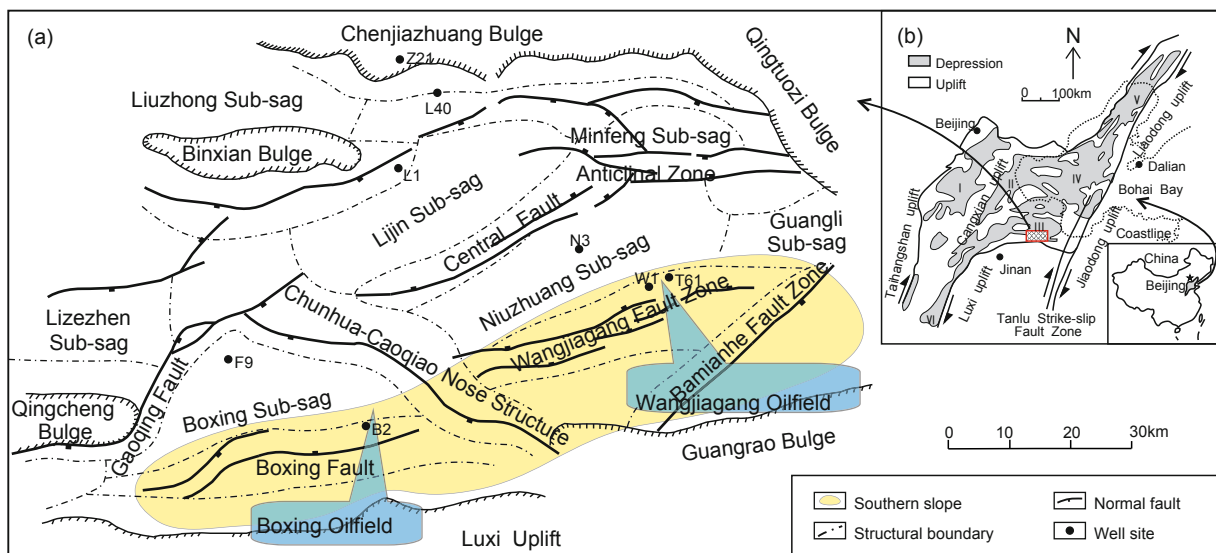 (a)
Chenjiazhuang Bulge
Z21
Liuzhong Sub-sag
L40
Qingtuozi Bulge
Minfeng Sub-sag
Binxian Bulge
L1
Anticlinal Zone
Lijin Sub-sag
Central Fault
N3
Guangli
Sub-sag
Niuzhuang Sub-sag
W1
T61
Chunhua-Caoqiao
Nose Structure
Wangjiagang Fault Zone
Bamianhe Fault Zone
Lizezhen
Sub-sag
F9
Gaoqing Fault
Qingcheng
Bulge
Boxing Sub-sag
B2
Wangjiagang Oilfield
Guangrao Bulge
Boxing Fault
Boxing Oilfield
Luxi Uplift
0 10 20 30km
Southern slope
Normal fault
Structural boundary
Well site
(b)
N
Depression
Uplift
0 100km
Beijing
V
Liaodong uplift
Dalian
I
II
IV
Cangxian uplift
Bohai Bay
III
Coastline
Taihangshan uplift
Jinan
Jiaodong uplift
China
Beijing
Luxi uplift
VI
Tanlu Strike-slip
Fault Zone